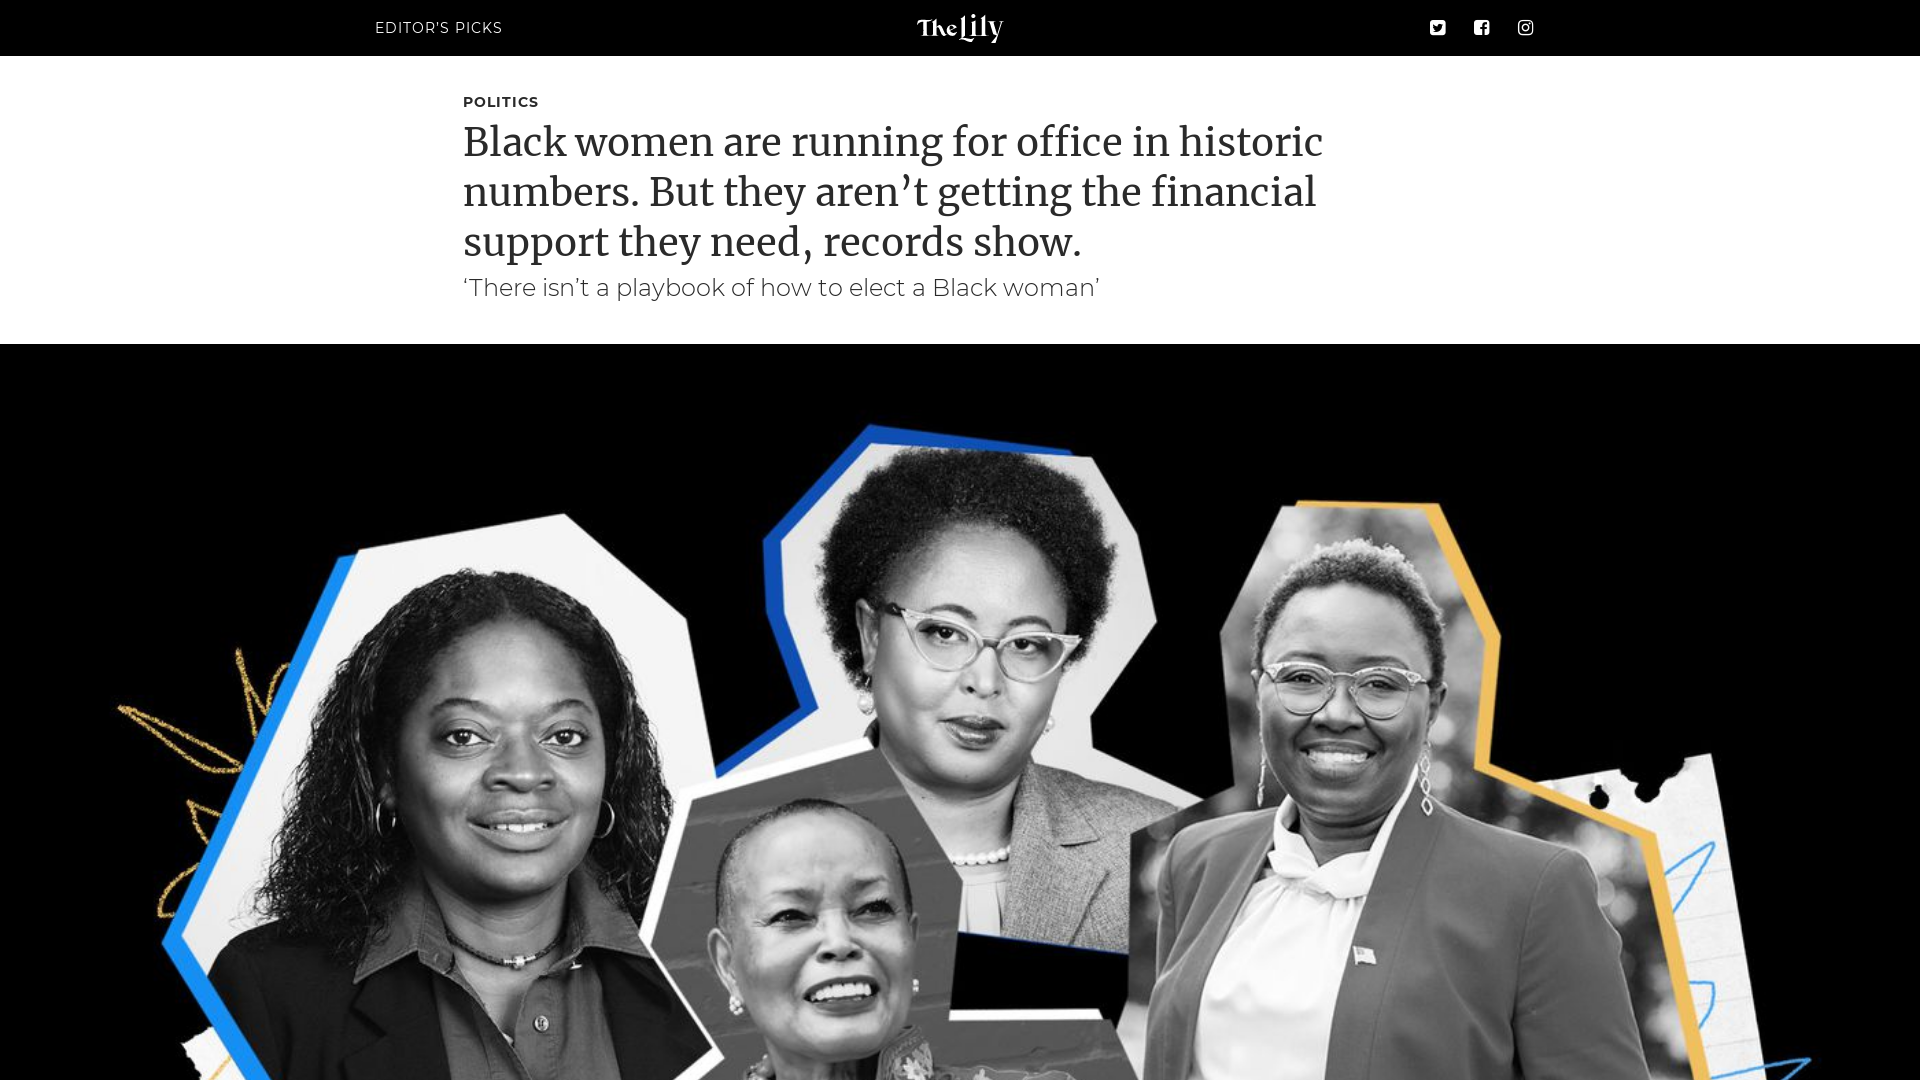 EDITOR'S PICKS
The Lily
POLITICS
Black women are running for office in historic
numbers. But they aren’t getting the financial
support they need, records show.
‘There isn’t a playbook of how to elect a Black woman’